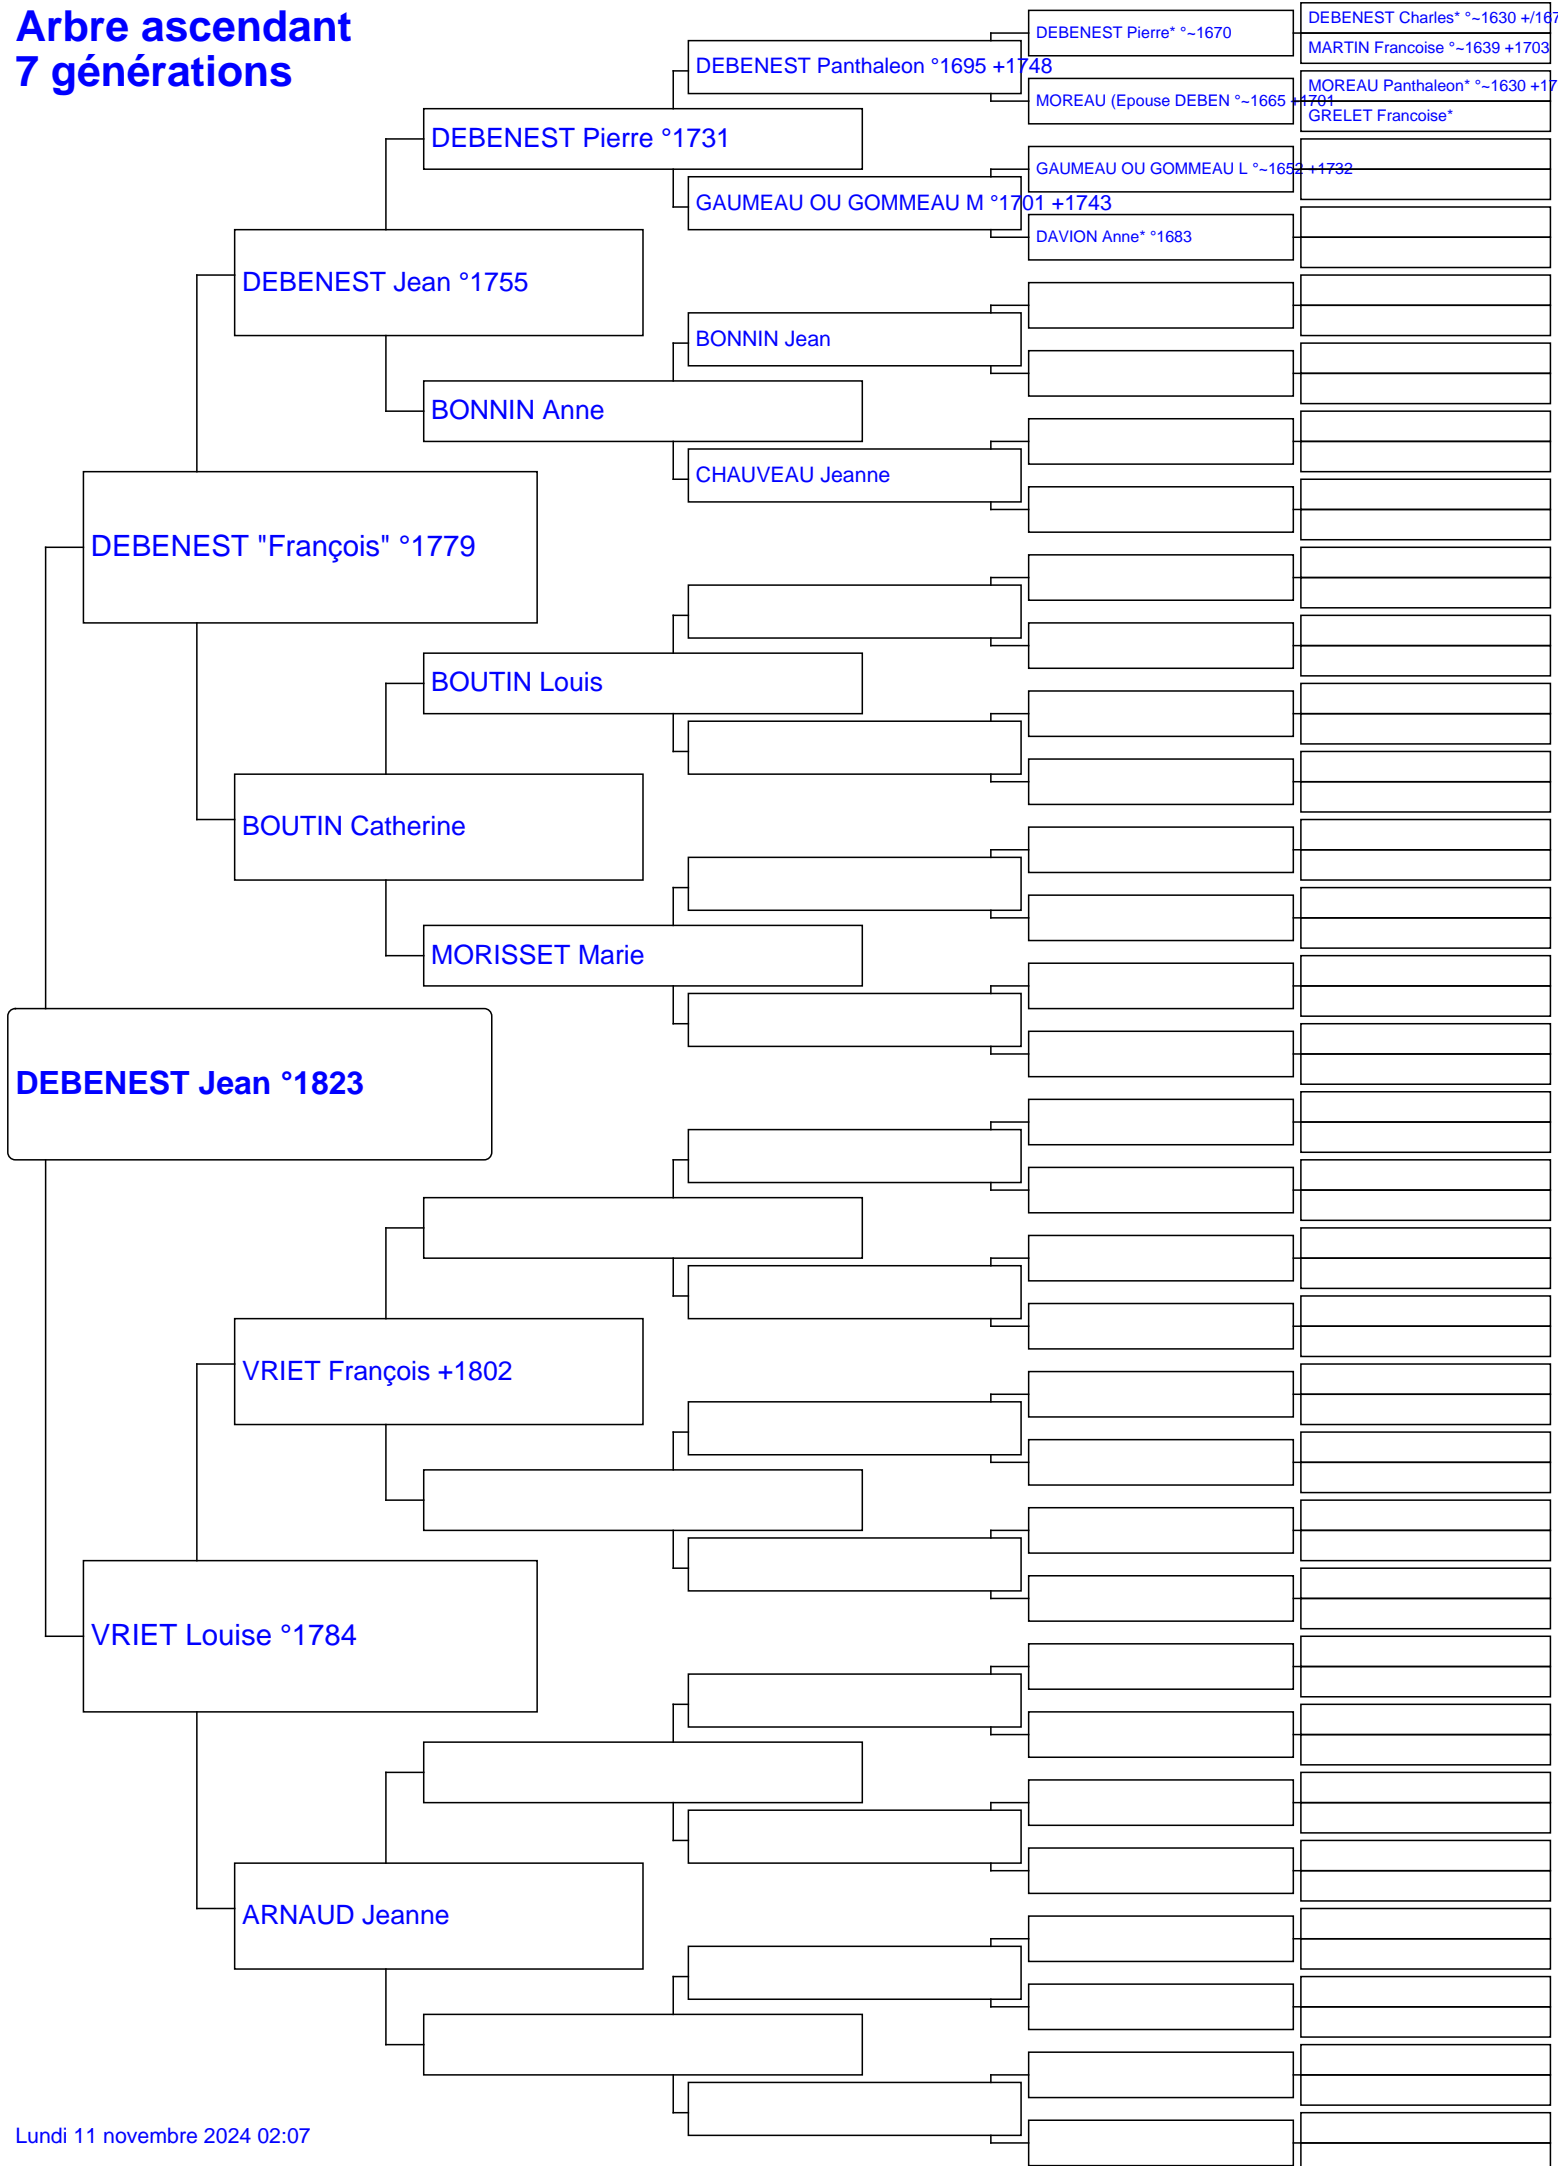 Arbre ascendant
7 générations
DEBENEST Charles* °~1630 +/167
DEBENEST Pierre* °~1670
MARTIN Francoise °~1639 +1703
DEBENEST Panthaleon °1695 +1748
MOREAU Panthaleon* °~1630 +17
MOREAU (Epouse DEBEN °~1665 +1701
GRELET Francoise*
DEBENEST Pierre °1731
GAUMEAU OU GOMMEAU L °~1652 +1732
GAUMEAU OU GOMMEAU M °1701 +1743
DAVION Anne* °1683
DEBENEST Jean °1755
BONNIN Jean
BONNIN Anne
CHAUVEAU Jeanne
DEBENEST "François" °1779
BOUTIN Louis
BOUTIN Catherine
MORISSET Marie
DEBENEST Jean °1823
VRIET François +1802
VRIET Louise °1784
ARNAUD Jeanne
Lundi 11 novembre 2024 02:07